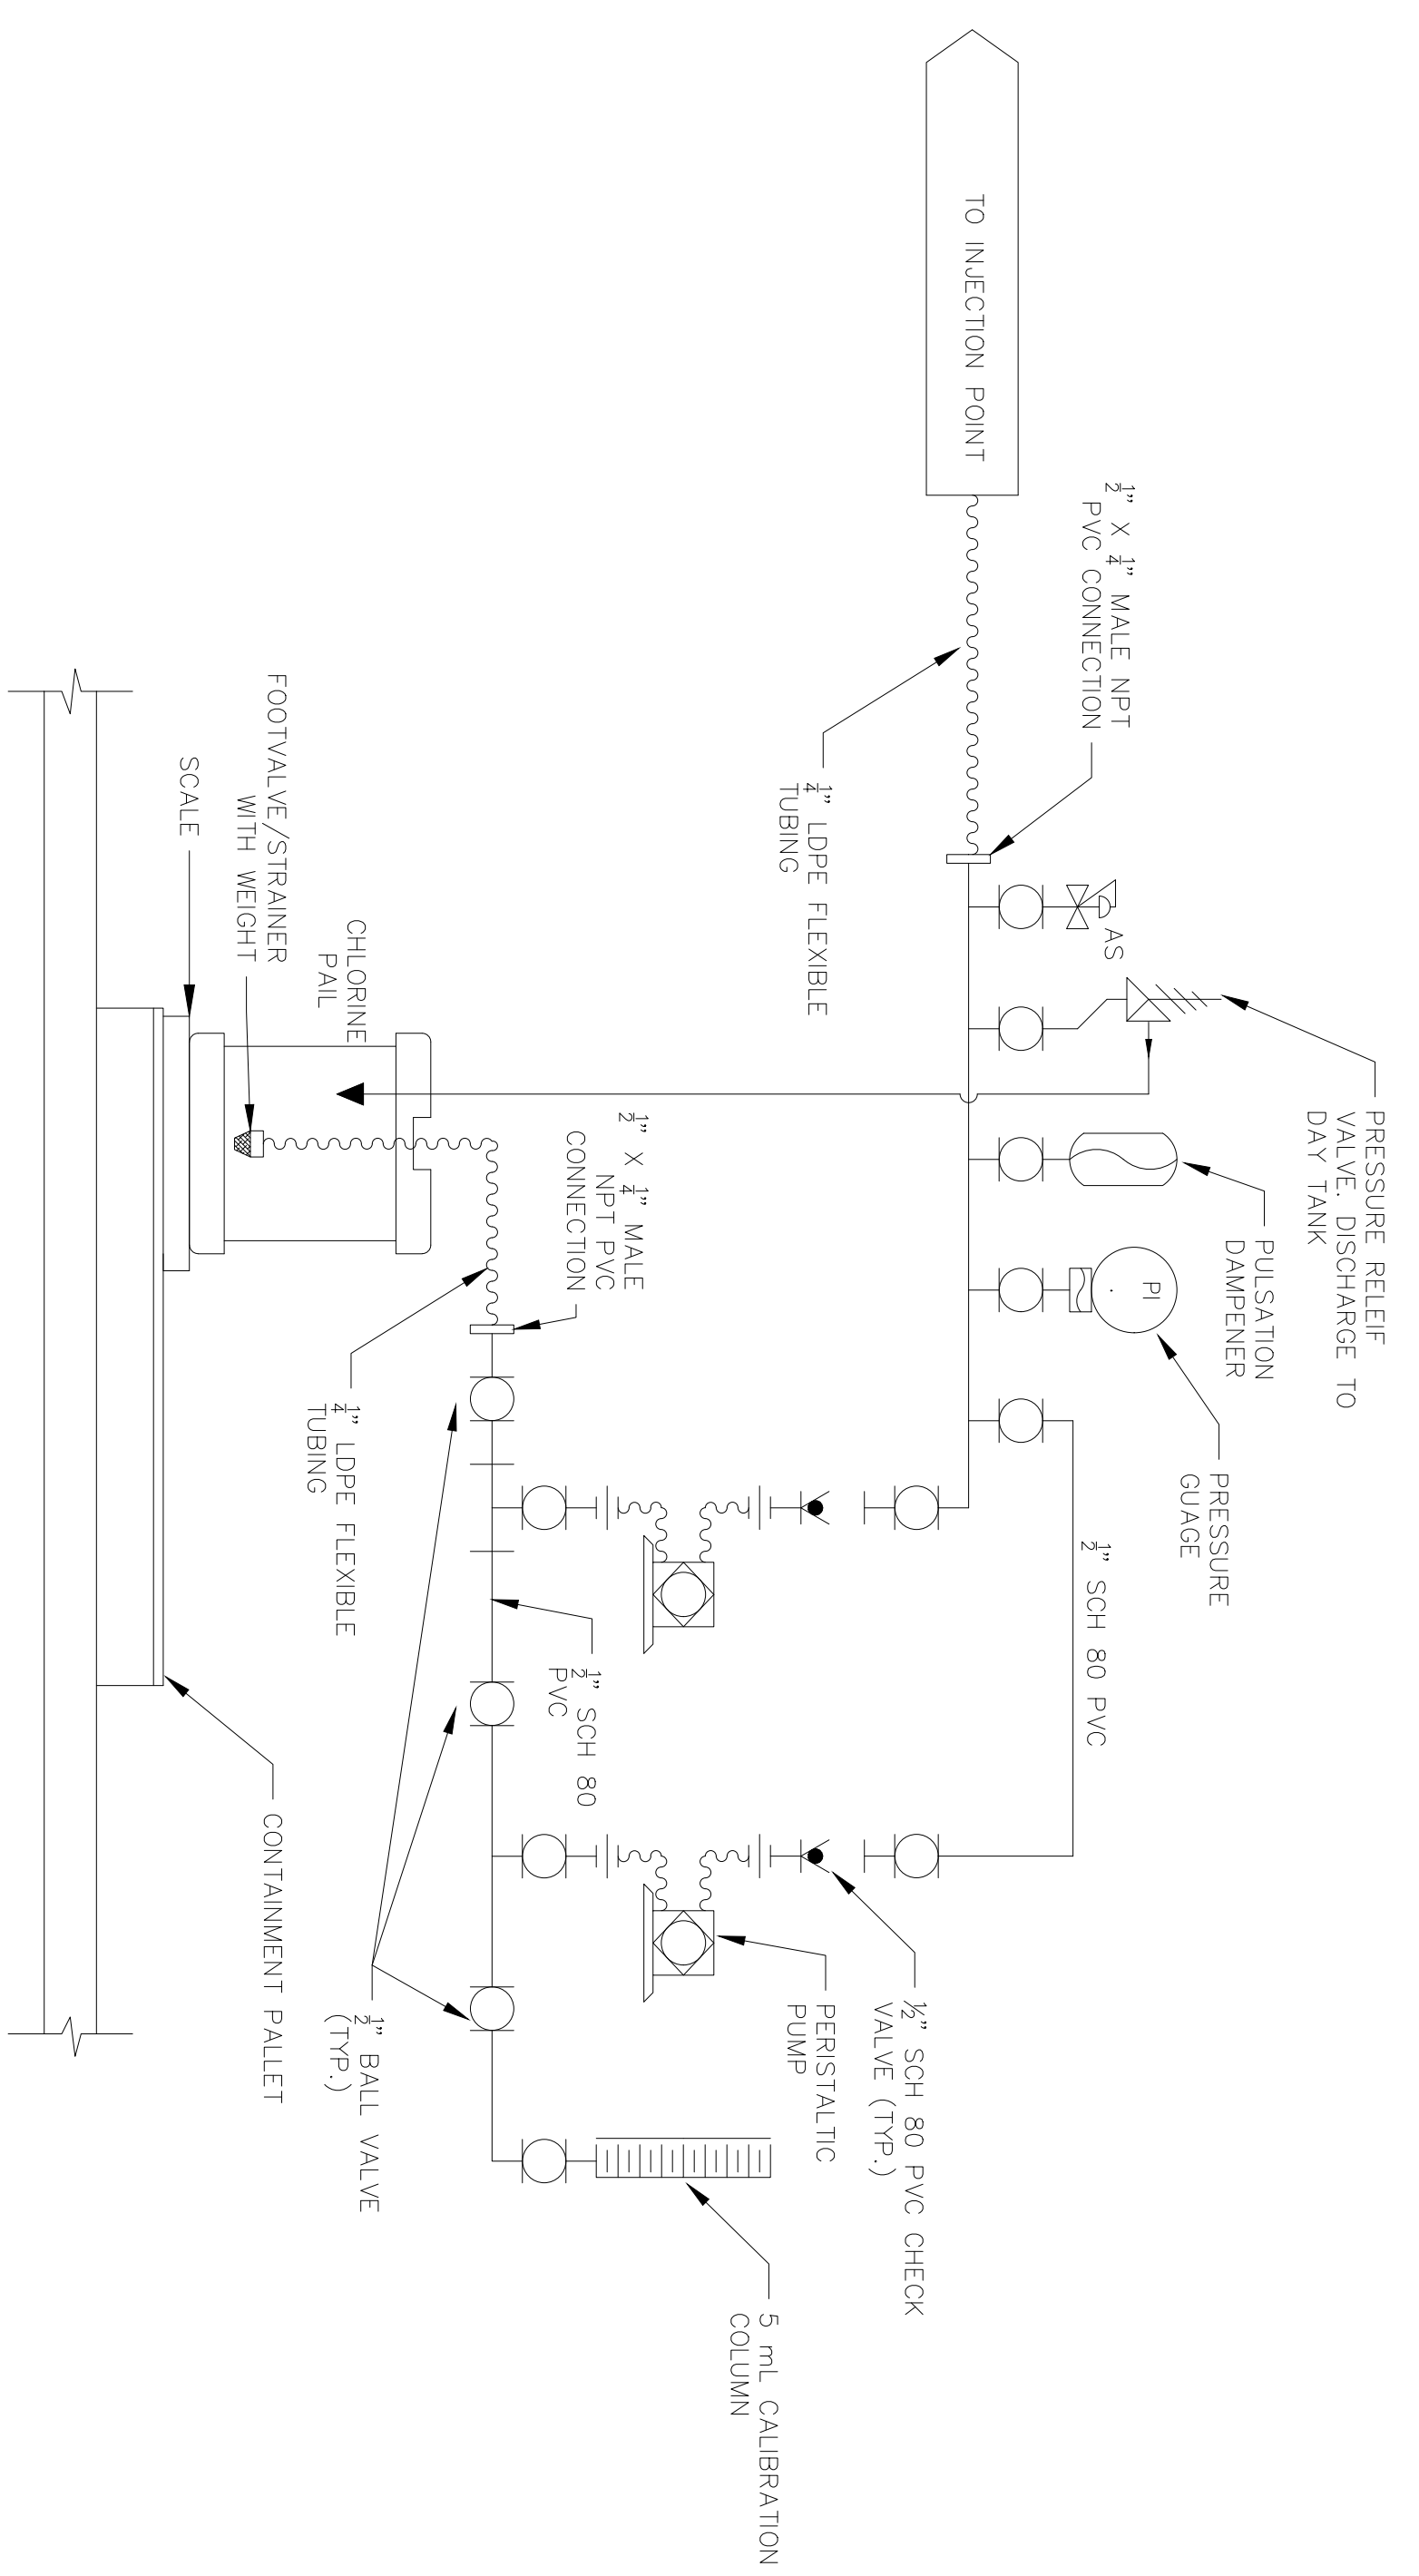 TO INJECTION POINT
1/2" X 1/4" MALE NPT
PVC CONNECTION
1/4" LDPE FLEXIBLE
TUBING
AS
PRESSURE RELEIF
VALVE. DISCHARGE TO
DAY TANK
PULSATION
DAMPENER
PI
PRESSURE
GUAGE
1/2" SCH 80 PVC
FOOTVALVE/STRAINER
WITH WEIGHT
SCALE
CHLORINE
PAIL
1/2" X 1/4" MALE
NPT PVC
CONNECTION
1/4" LDPE FLEXIBLE
TUBING
1/2" SCH 80
PVC
CONTAINMENT PALLET
1/2" BALL VALVE
(TYP.)
PERISTALTIC
PUMP
½" SCH 80 PVC CHECK
VALVE (TYP.)
5 mL CALIBRATION
COLUMN